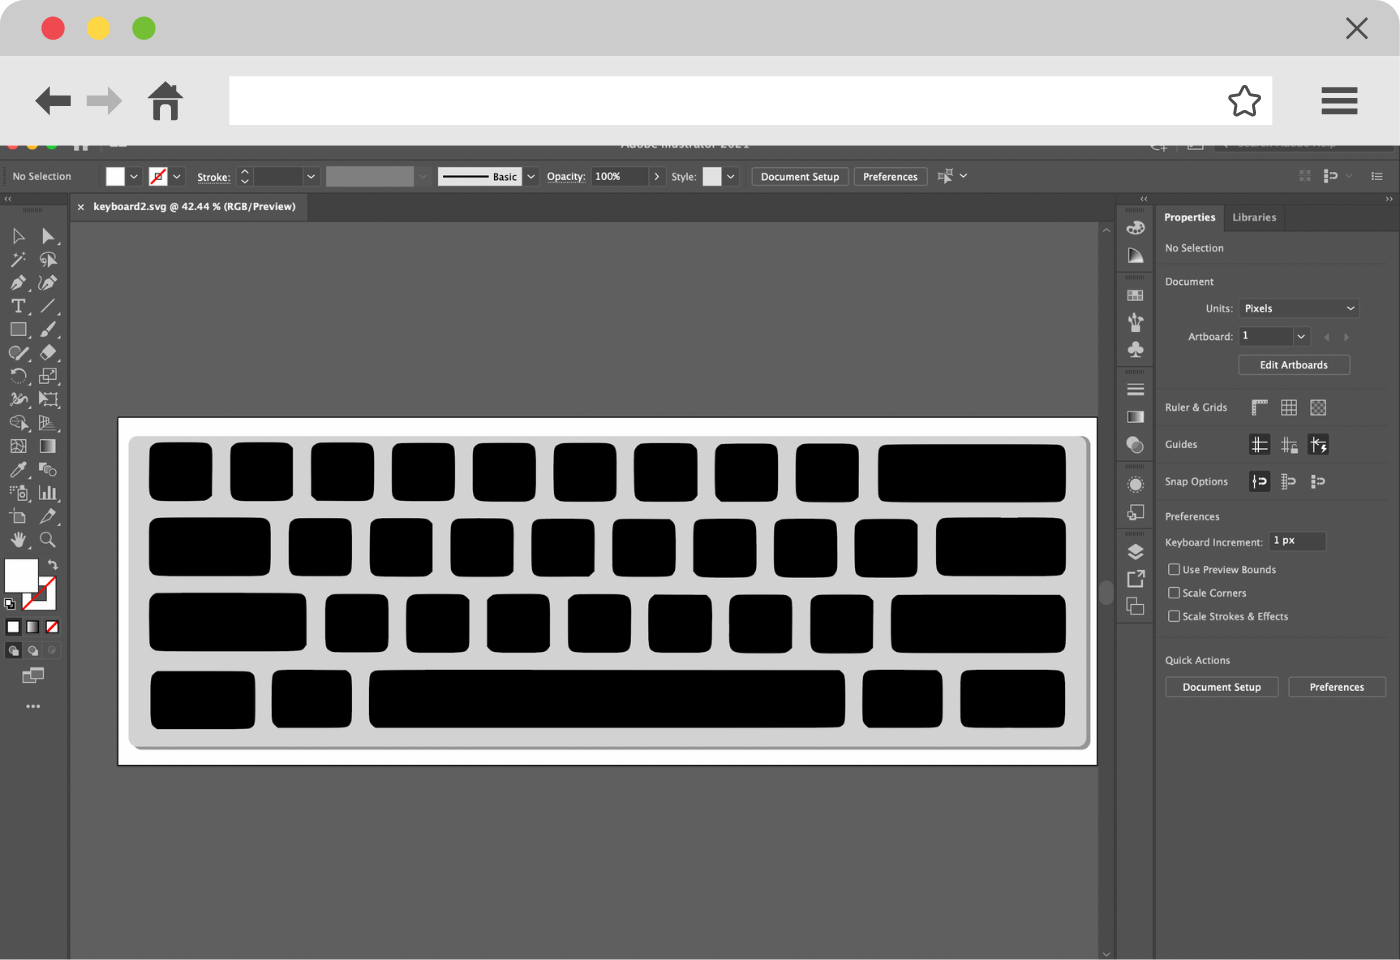 No Selection
Stroke:
Basic
Opacity: 100%
Style:
Document Setup
Preferences
× keyboard2.svg @ 42.44 % (RGB/Preview)
Properties
Libraries
No Selection
Document
Units: Pixels
Artboard: 1
Edit Artboards
Ruler & Grids
Guides
Snap Options
Preferences
Keyboard Increment: 1 px
Use Preview Bounds
Scale Corners
Scale Strokes & Effects
Quick Actions
Document Setup
Preferences